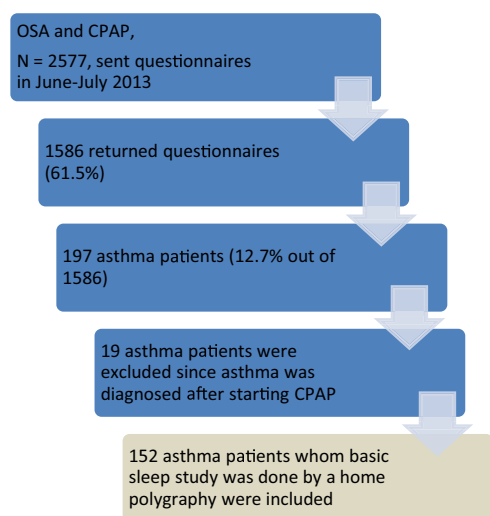 OSA and CPAP,
N = 2577, sent questionnaires
in June-July 2013
1586 returned questionnaires
(61.5%)
197 asthma patients (12.7% out of
1586)
19 asthma patients were
excluded since asthma was
diagnosed after starting CPAP
152 asthma patients whom basic
sleep study was done by a home
polygraphy were included